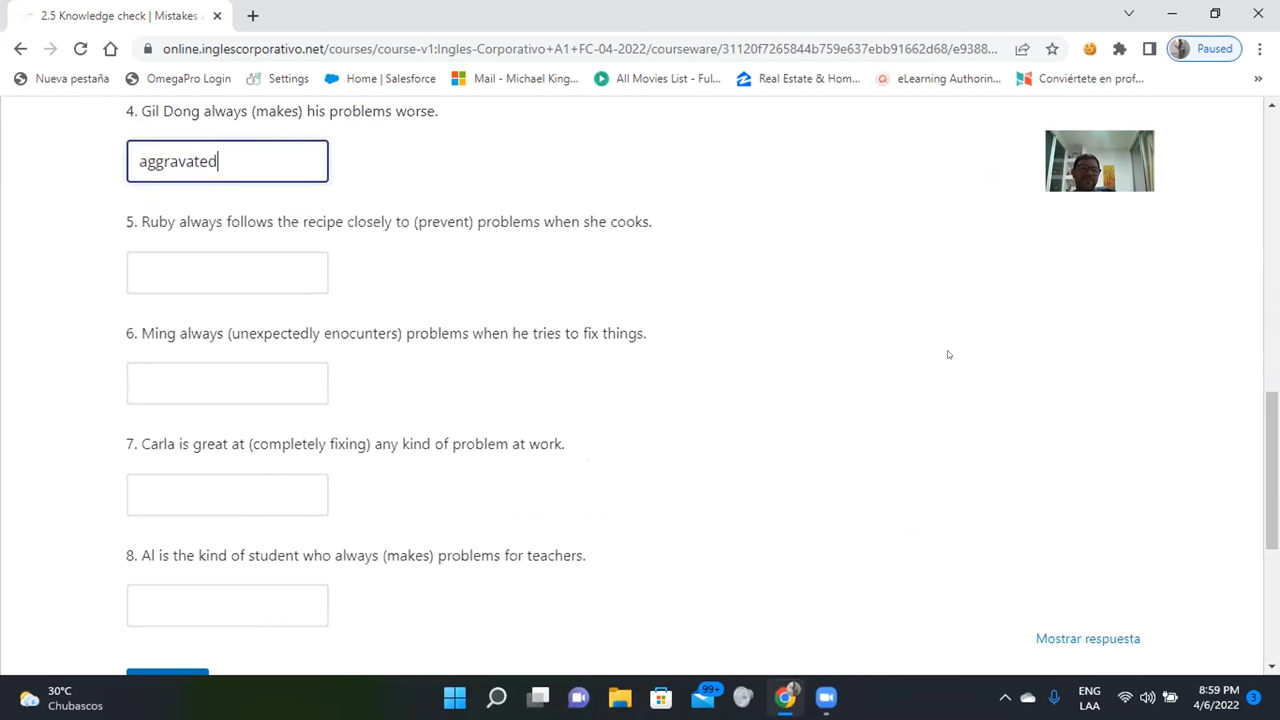 2.5 Knowledge check | Mistakes
online.inglescorporativo.net/courses/course-v1:Ingles-Corporativo+A1+FC-04-2022/courseware/31120f7265844b759e637ebb91662d68/e9388...
Paused
Nueva pestaña
OmegaPro Login
Settings
Home | Salesforce
Mail - Michael King...
All Movies List - Ful...
Real Estate & Hom...
eLearning Authorin...
Conviértete en prof...
»
4. Gil Dong always (makes) his problems worse.
aggravated
5. Ruby always follows the recipe closely to (prevent) problems when she cooks.
6. Ming always (unexpectedly enocunters) problems when he tries to fix things.
7. Carla is great at (completely fixing) any kind of problem at work.
8. Al is the kind of student who always (makes) problems for teachers.
Mostrar respuesta
30°C
Chubascos
99+
ENG
LAA
8:59 PM
4/6/2022
3